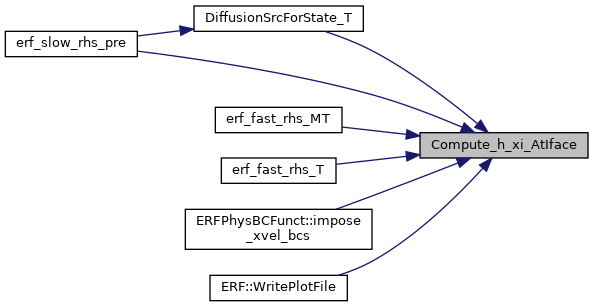 DiffusionSrcForState_T
erf_slow_rhs_pre
erf_fast_rhs_MT
Compute_h_xi_AtIface
erf_fast_rhs_T
ERFPhysBCFunct::impose
_xvel_bcs
ERF::WritePlotFile